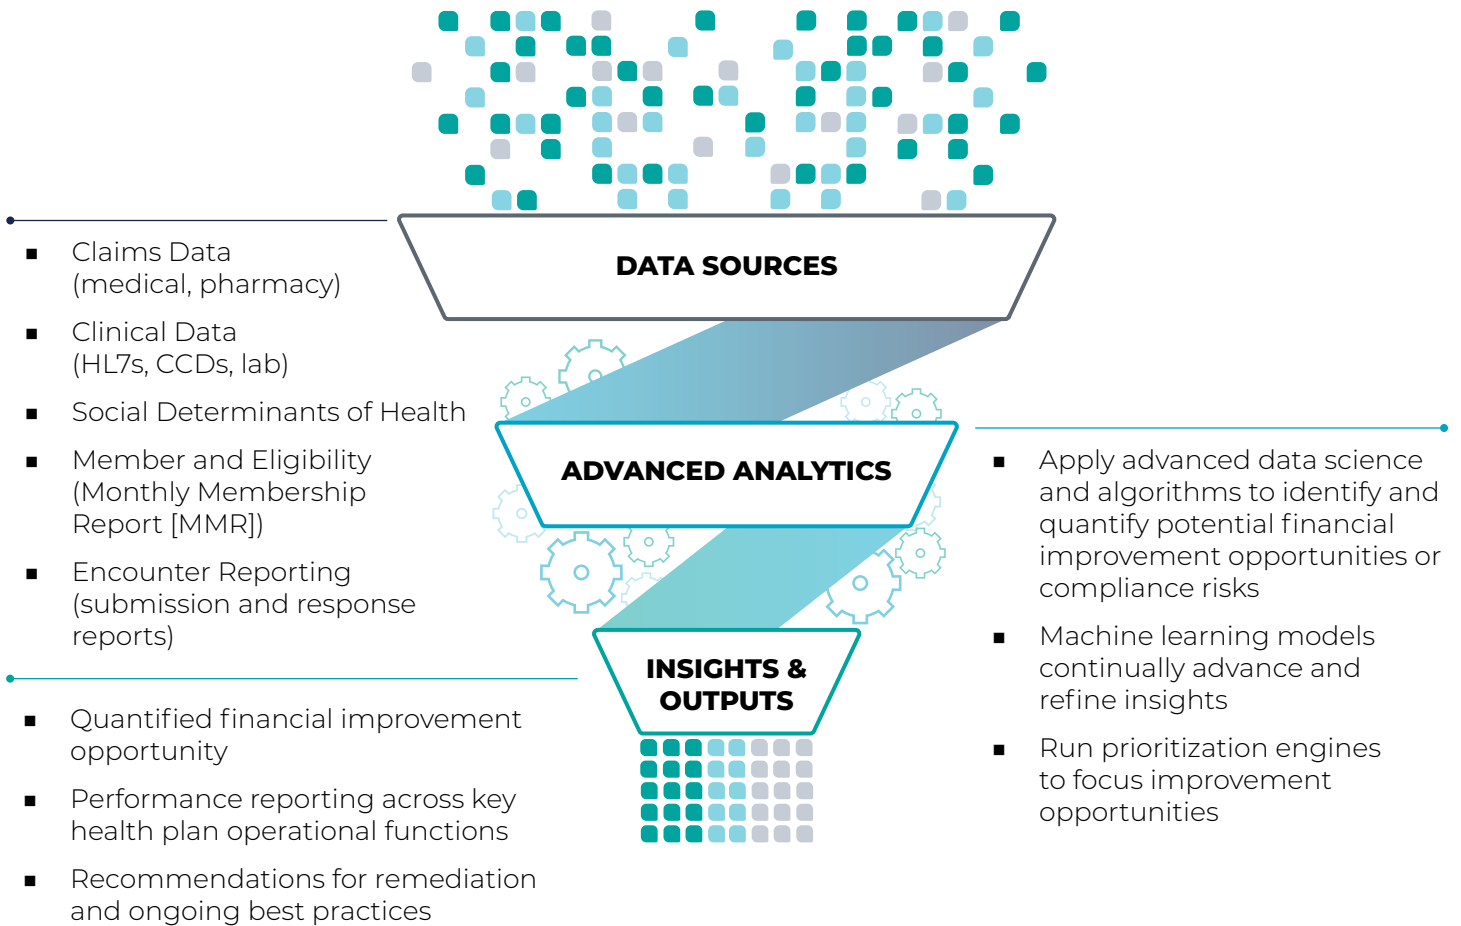 DATA SOURCES
▪ Claims Data
(medical, pharmacy)
▪ Clinical Data
(HL7s, CCDs, lab)
▪ Social Determinants of Health
▪ Member and Eligibility
(Monthly Membership
Report [MMR])
▪ Encounter Reporting
(submission and response
reports)
ADVANCED ANALYTICS
▪ Apply advanced data science
and algorithms to identify and
quantify potential financial
improvement opportunities or
compliance risks
▪ Machine learning models
continually advance and
refine insights
▪ Run prioritization engines
to focus improvement
opportunities
INSIGHTS &
OUTPUTS
▪ Quantified financial improvement
opportunity
▪ Performance reporting across key
health plan operational functions
▪ Recommendations for remediation
and ongoing best practices